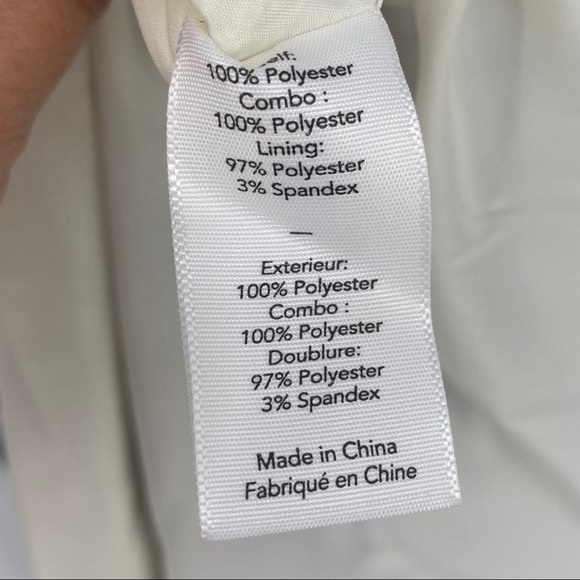 100% Polyester
Combo :
100% Polyester
Lining:
97% Polyester
3% Spandex
—
Exterieur:
100% Polyester
Combo :
100% Polyester
Doublure:
97% Polyester
3% Spandex
Made in China
Fabriqué en Chine